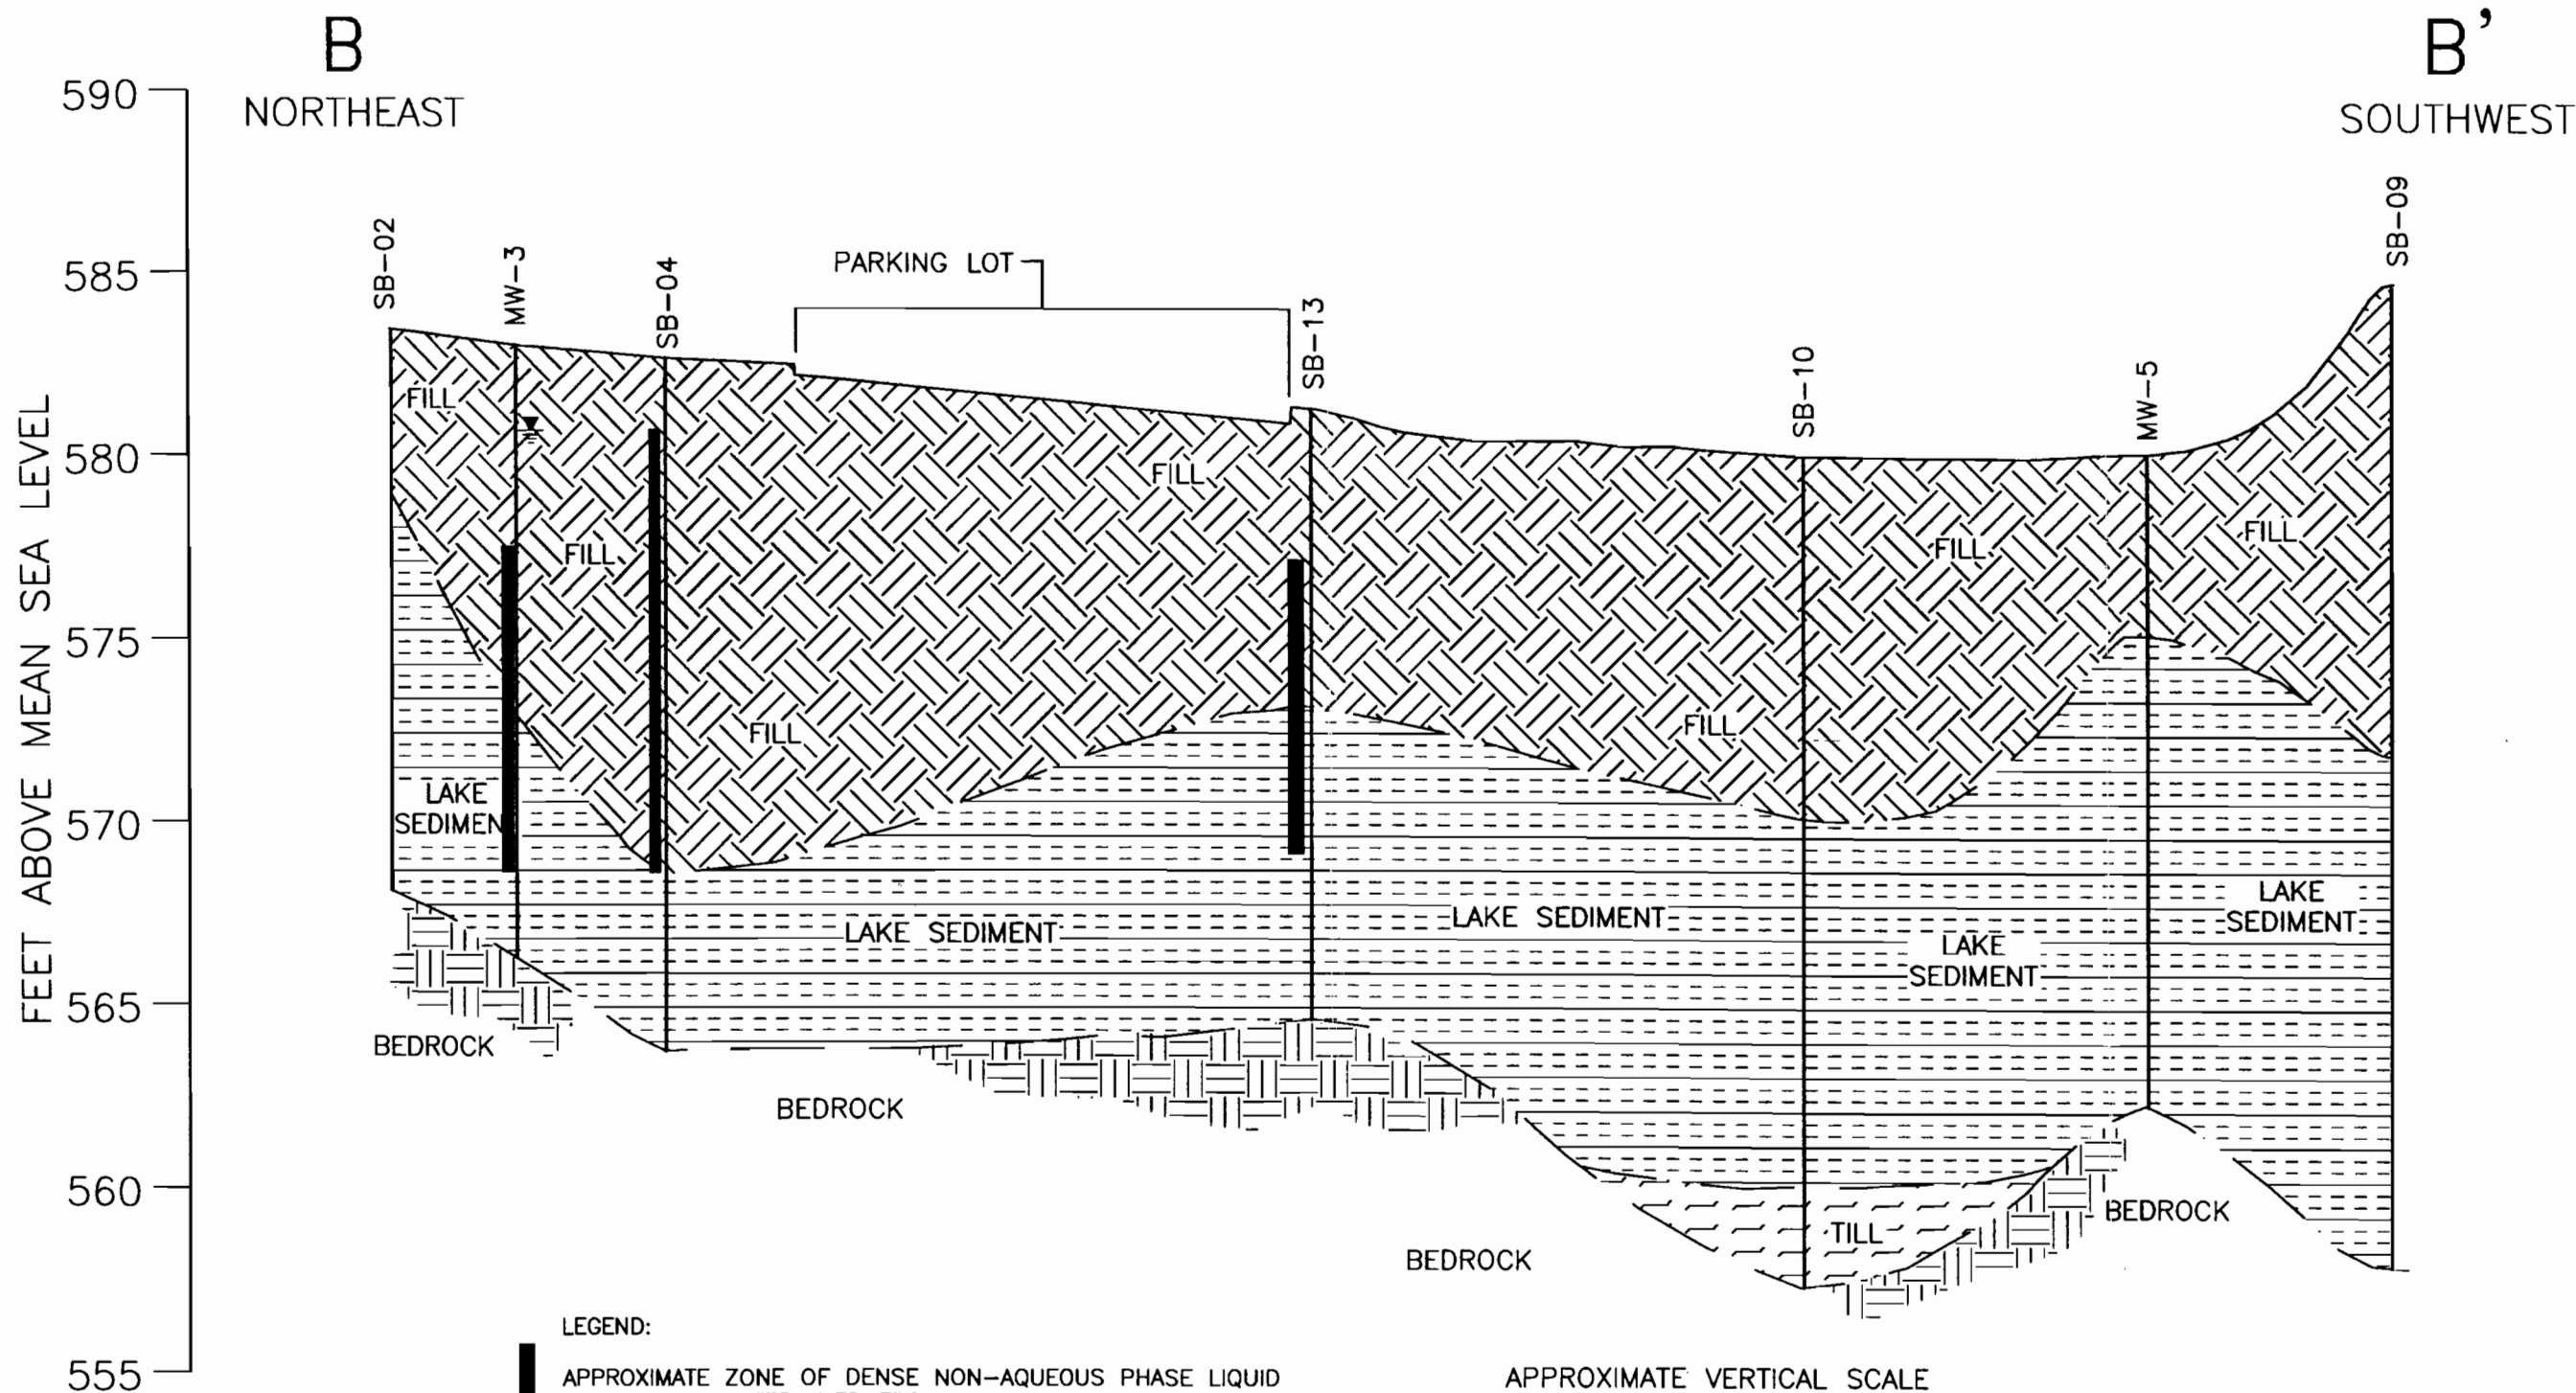 B
NORTHEAST
B'
SOUTHWEST
FEET ABOVE MEAN SEA LEVEL
590
585
580
575
570
565
560
555
SB-02
MW-3
SB-04
PARKING LOT
SB-13
SB-10
MW-5
SB-09
FILL
FILL
FILL
FILL
FILL
FILL
FILL
LAKE
SEDIMEN
LAKE SEDIMENT
LAKE SEDIMENT
LAKE
SEDIMENT
LAKE
SEDIMENT
BEDROCK
BEDROCK
BEDROCK
BEDROCK
TILL
LEGEND:
APPROXIMATE ZONE OF DENSE NON-AQUEOUS PHASE LIQUID
APPROXIMATE VERTICAL SCALE